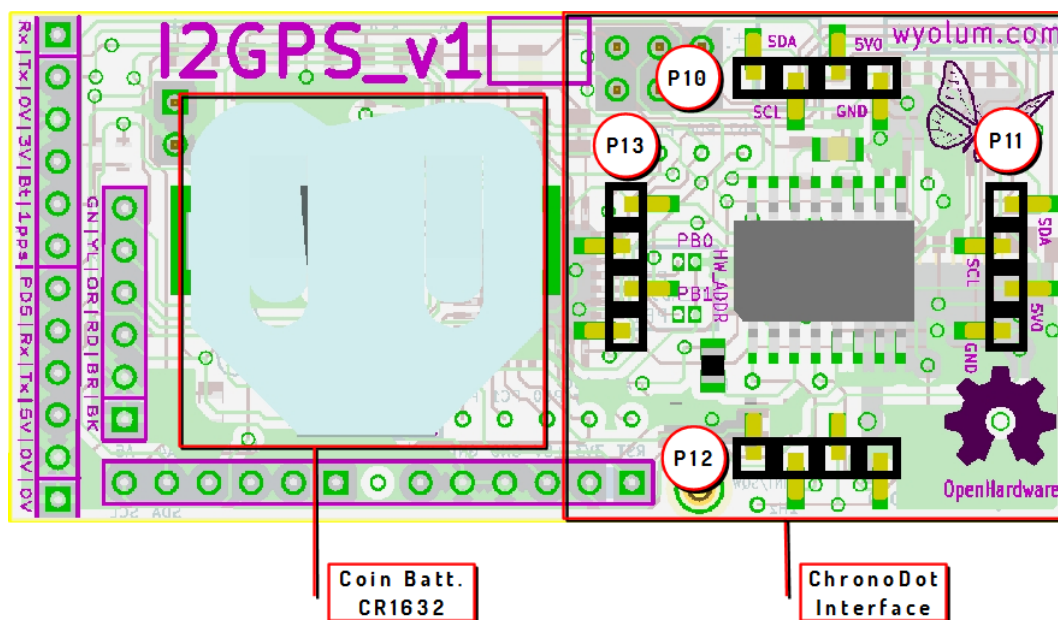 I2GPS_v1
wyolum.com
Rx|Tx|0V|3V|Bt|1pps|PD5|Rx|Tx|5v|0V|0V
GN|YL|OR|RD|BR|BK
P10
SDA
5V0
SCL
GND
P13
P11
PB0
PB1
HW_ADDR
SDA
SCL
5V0
GND
P12
OpenHardware
SDA SCL
Coin Batt.
CR1632
ChronoDot
Interface